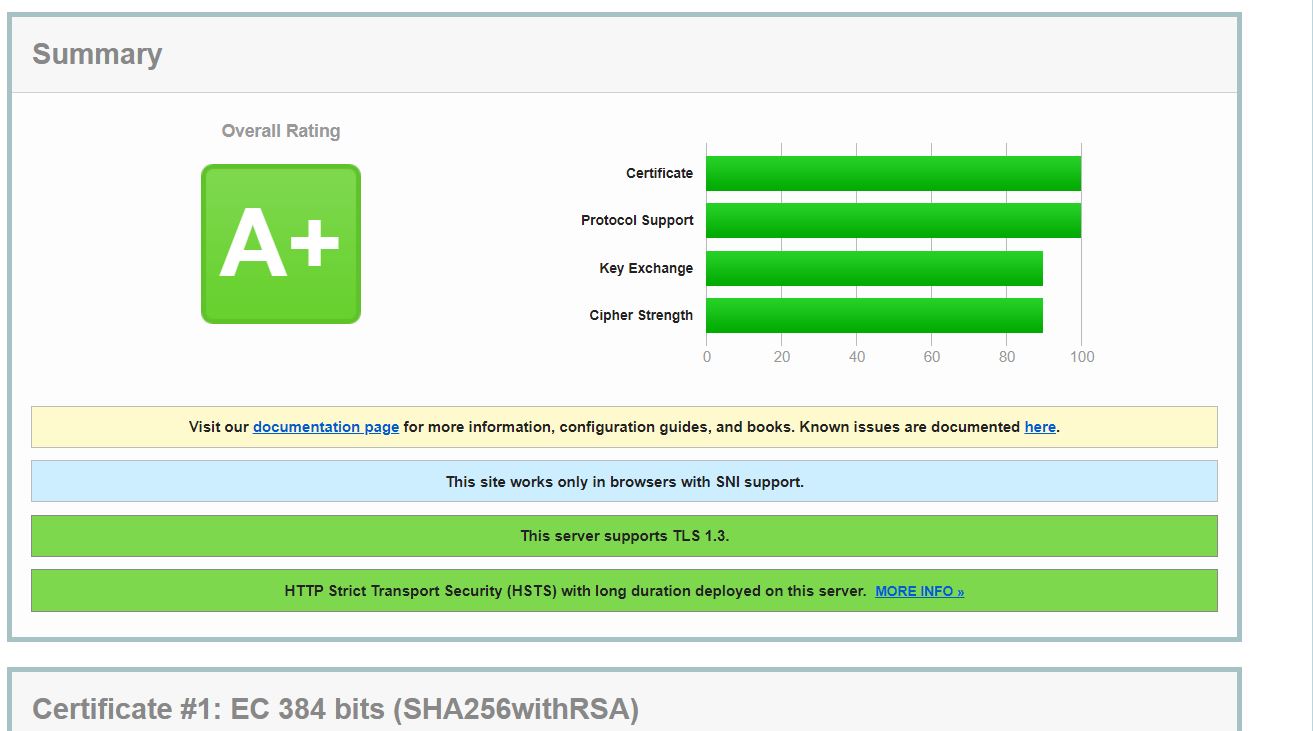 Summary
Overall Rating
A+
Certificate
Protocol Support
Key Exchange
Cipher Strength
0 20 40 60 80 100
Visit our documentation page for more information, configuration guides, and books. Known issues are documented here.
This site works only in browsers with SNI support.
This server supports TLS 1.3.
HTTP Strict Transport Security (HSTS) with long duration deployed on this server. MORE INFO »
Certificate #1: EC 384 bits (SHA256withRSA)